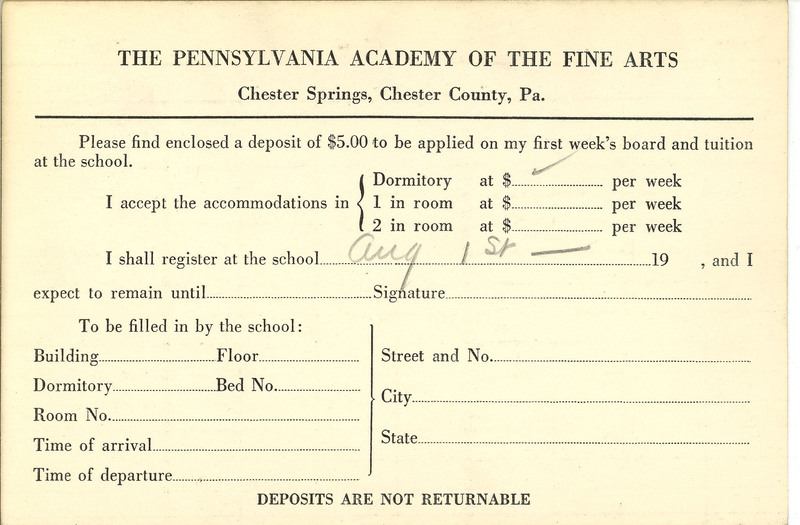 THE PENNSYLVANIA ACADEMY OF THE FINE ARTS
Chester Springs, Chester County, Pa.
Please find enclosed a deposit of $5.00 to be applied on my first week's board and tuition
at the school.
I accept the accommodations in { Dormitory at $ ✓ per week
1 in room at $ per week
2 in room at $ per week
I shall register at the school Aug 1st — 19 , and I
expect to remain until Signature
To be filled in by the school:
Building Floor
Dormitory Bed No.
Room No.
Time of arrival
Time of departure
Street and No.
City
State
DEPOSITS ARE NOT RETURNABLE